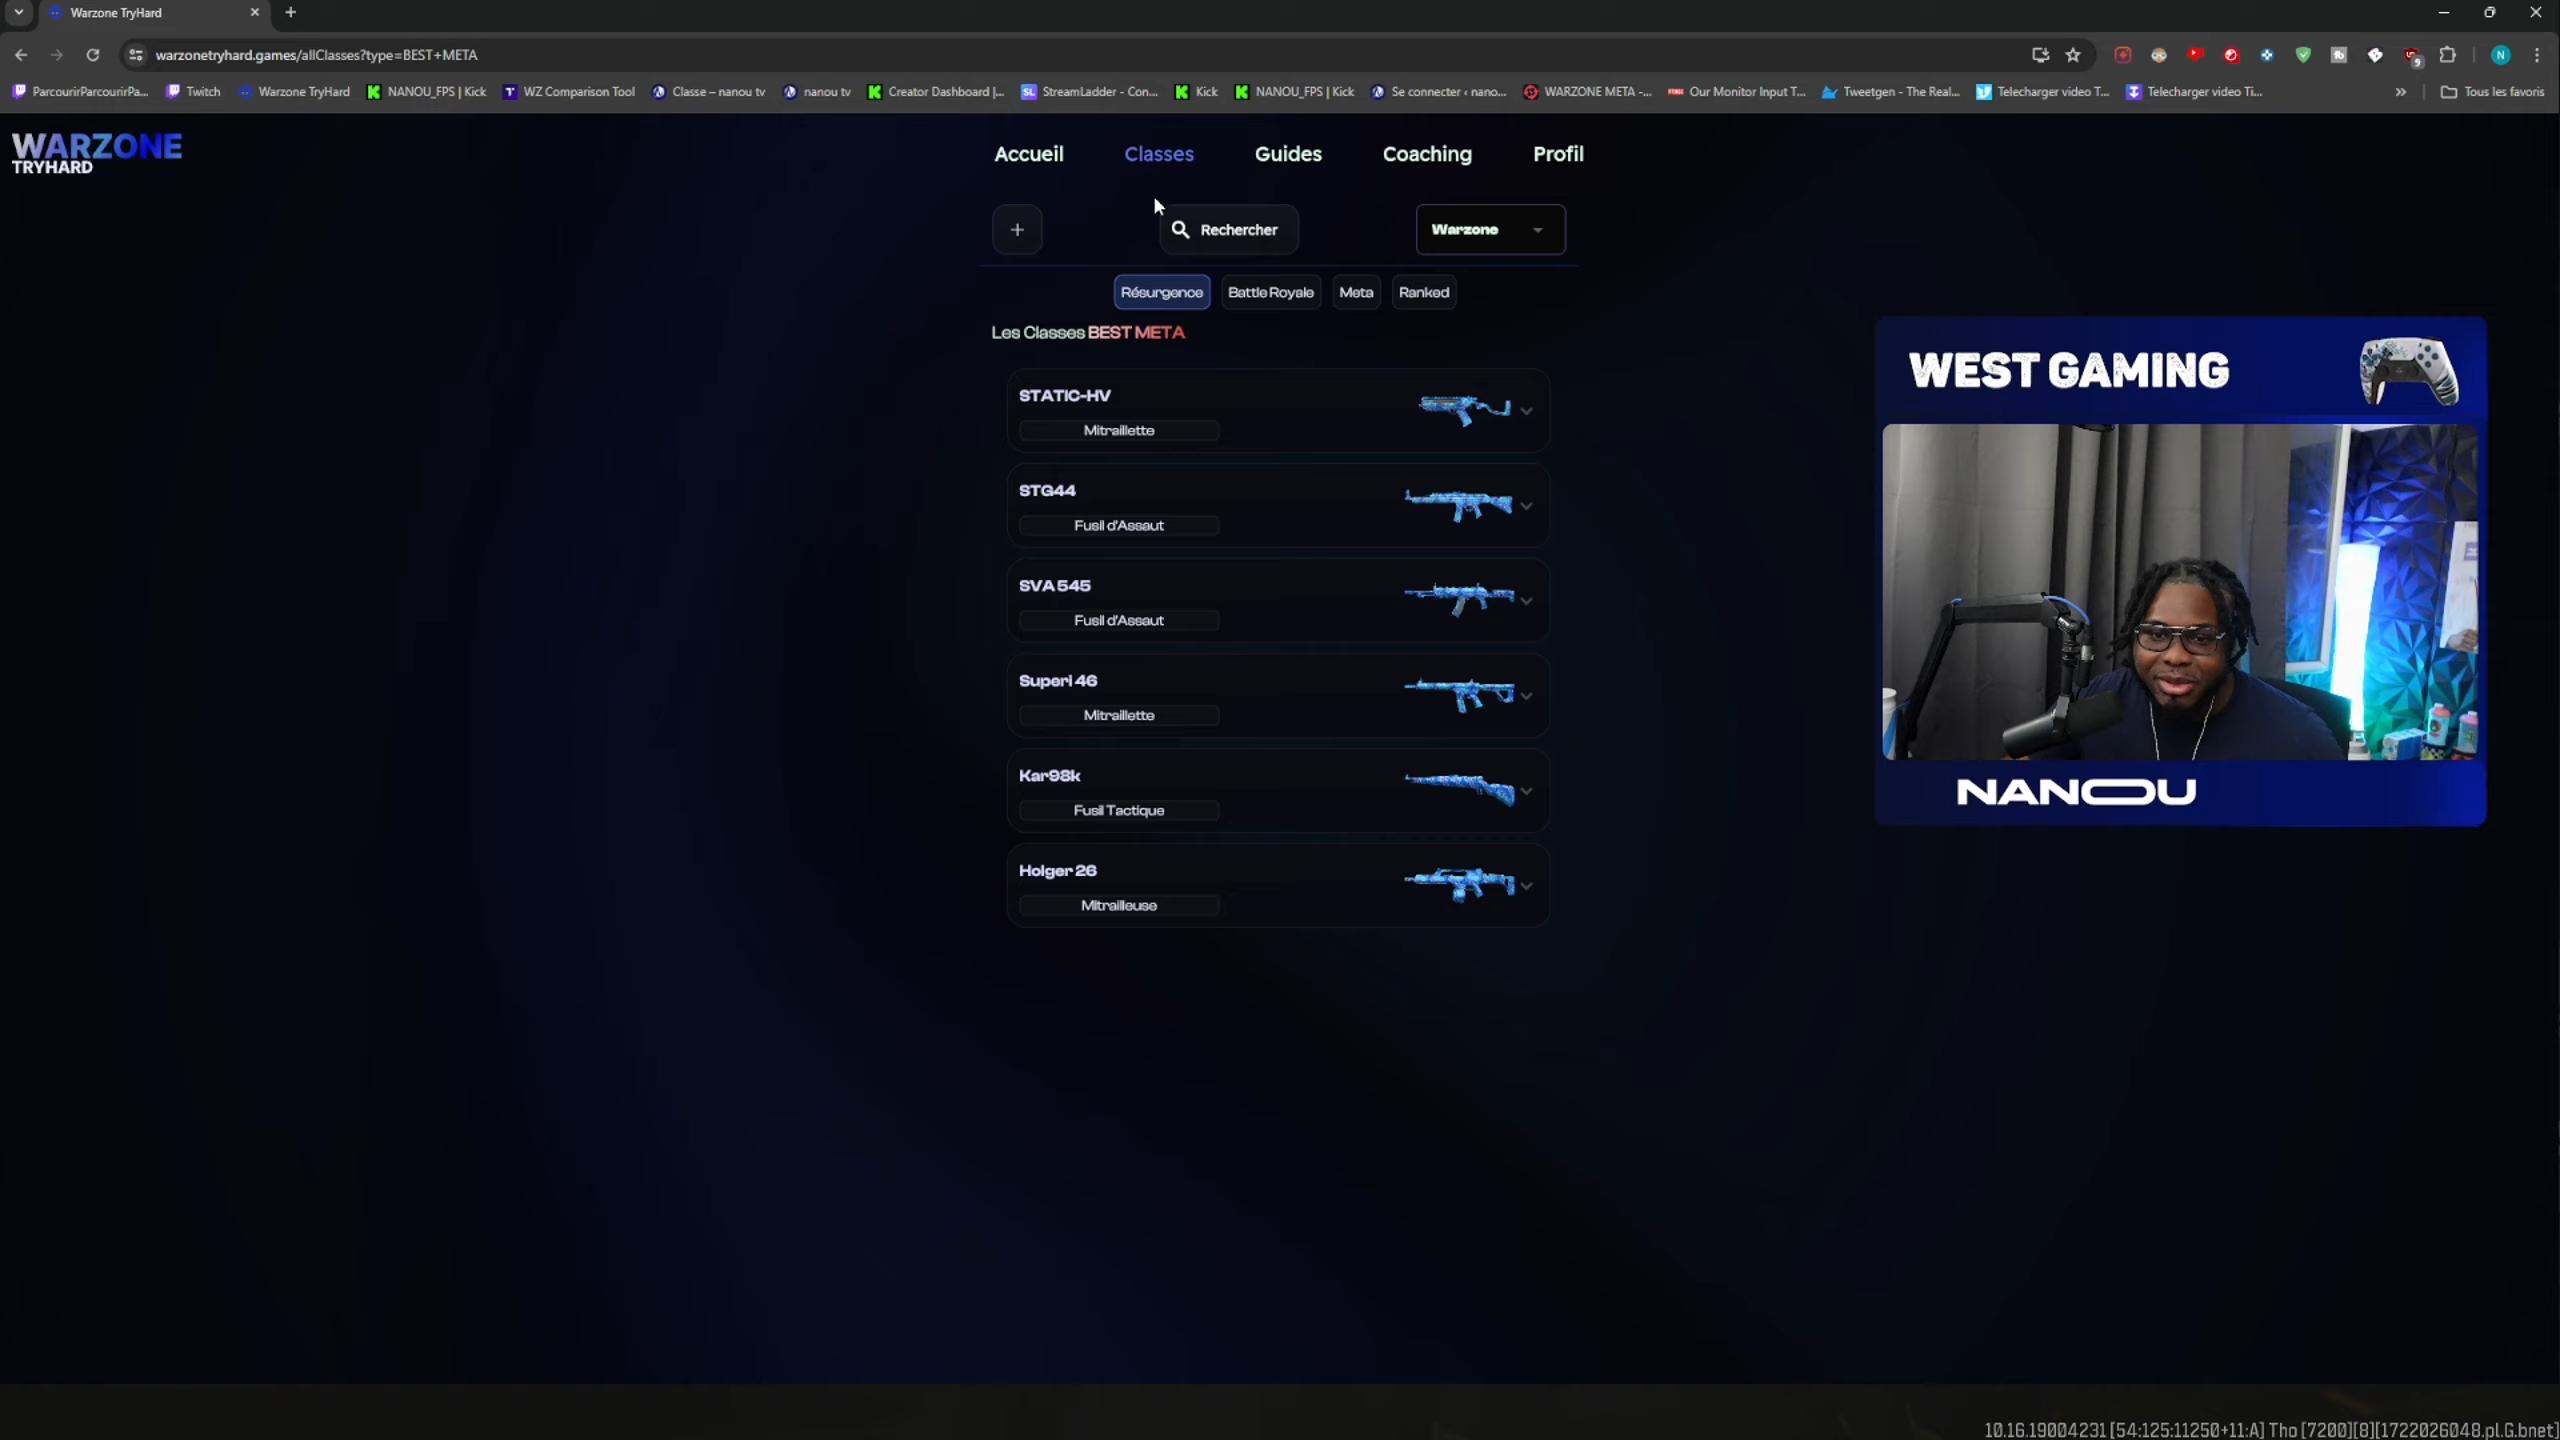 Warzone TryHard
warzonetryhard.games/allClasses?type=BEST+META
N
ParcourirParcourirPa...
Twitch
Warzone TryHard
NANOU_FPS | Kick
WZ Comparison Tool
Classe – nanou tv
nanou tv
Creator Dashboard |...
StreamLadder - Con...
Kick
NANOU_FPS | Kick
Se connecter ‹ nano...
WARZONE META -...
Our Monitor Input T...
Tweetgen - The Real...
Telecharger video T...
Telecharger video Ti...
Tous les favoris
WARZONE
TRYHARD
Accueil
Classes
Guides
Coaching
Profil
Rechercher
Warzone
Résurgence
Battle Royale
Meta
Ranked
Les Classes BEST META
STATIC-HV
Mitraillette
STG44
Fusil d'Assaut
SVA 545
Fusil d'Assaut
Superi 46
Mitraillette
Kar98k
Fusil Tactique
Holger 26
Mitrailleuse
WEST GAMING
NANOU
10.16.19004231 [54:125:11250+11:A] Tho [7200][8][1722026048.pl.G.bnet]